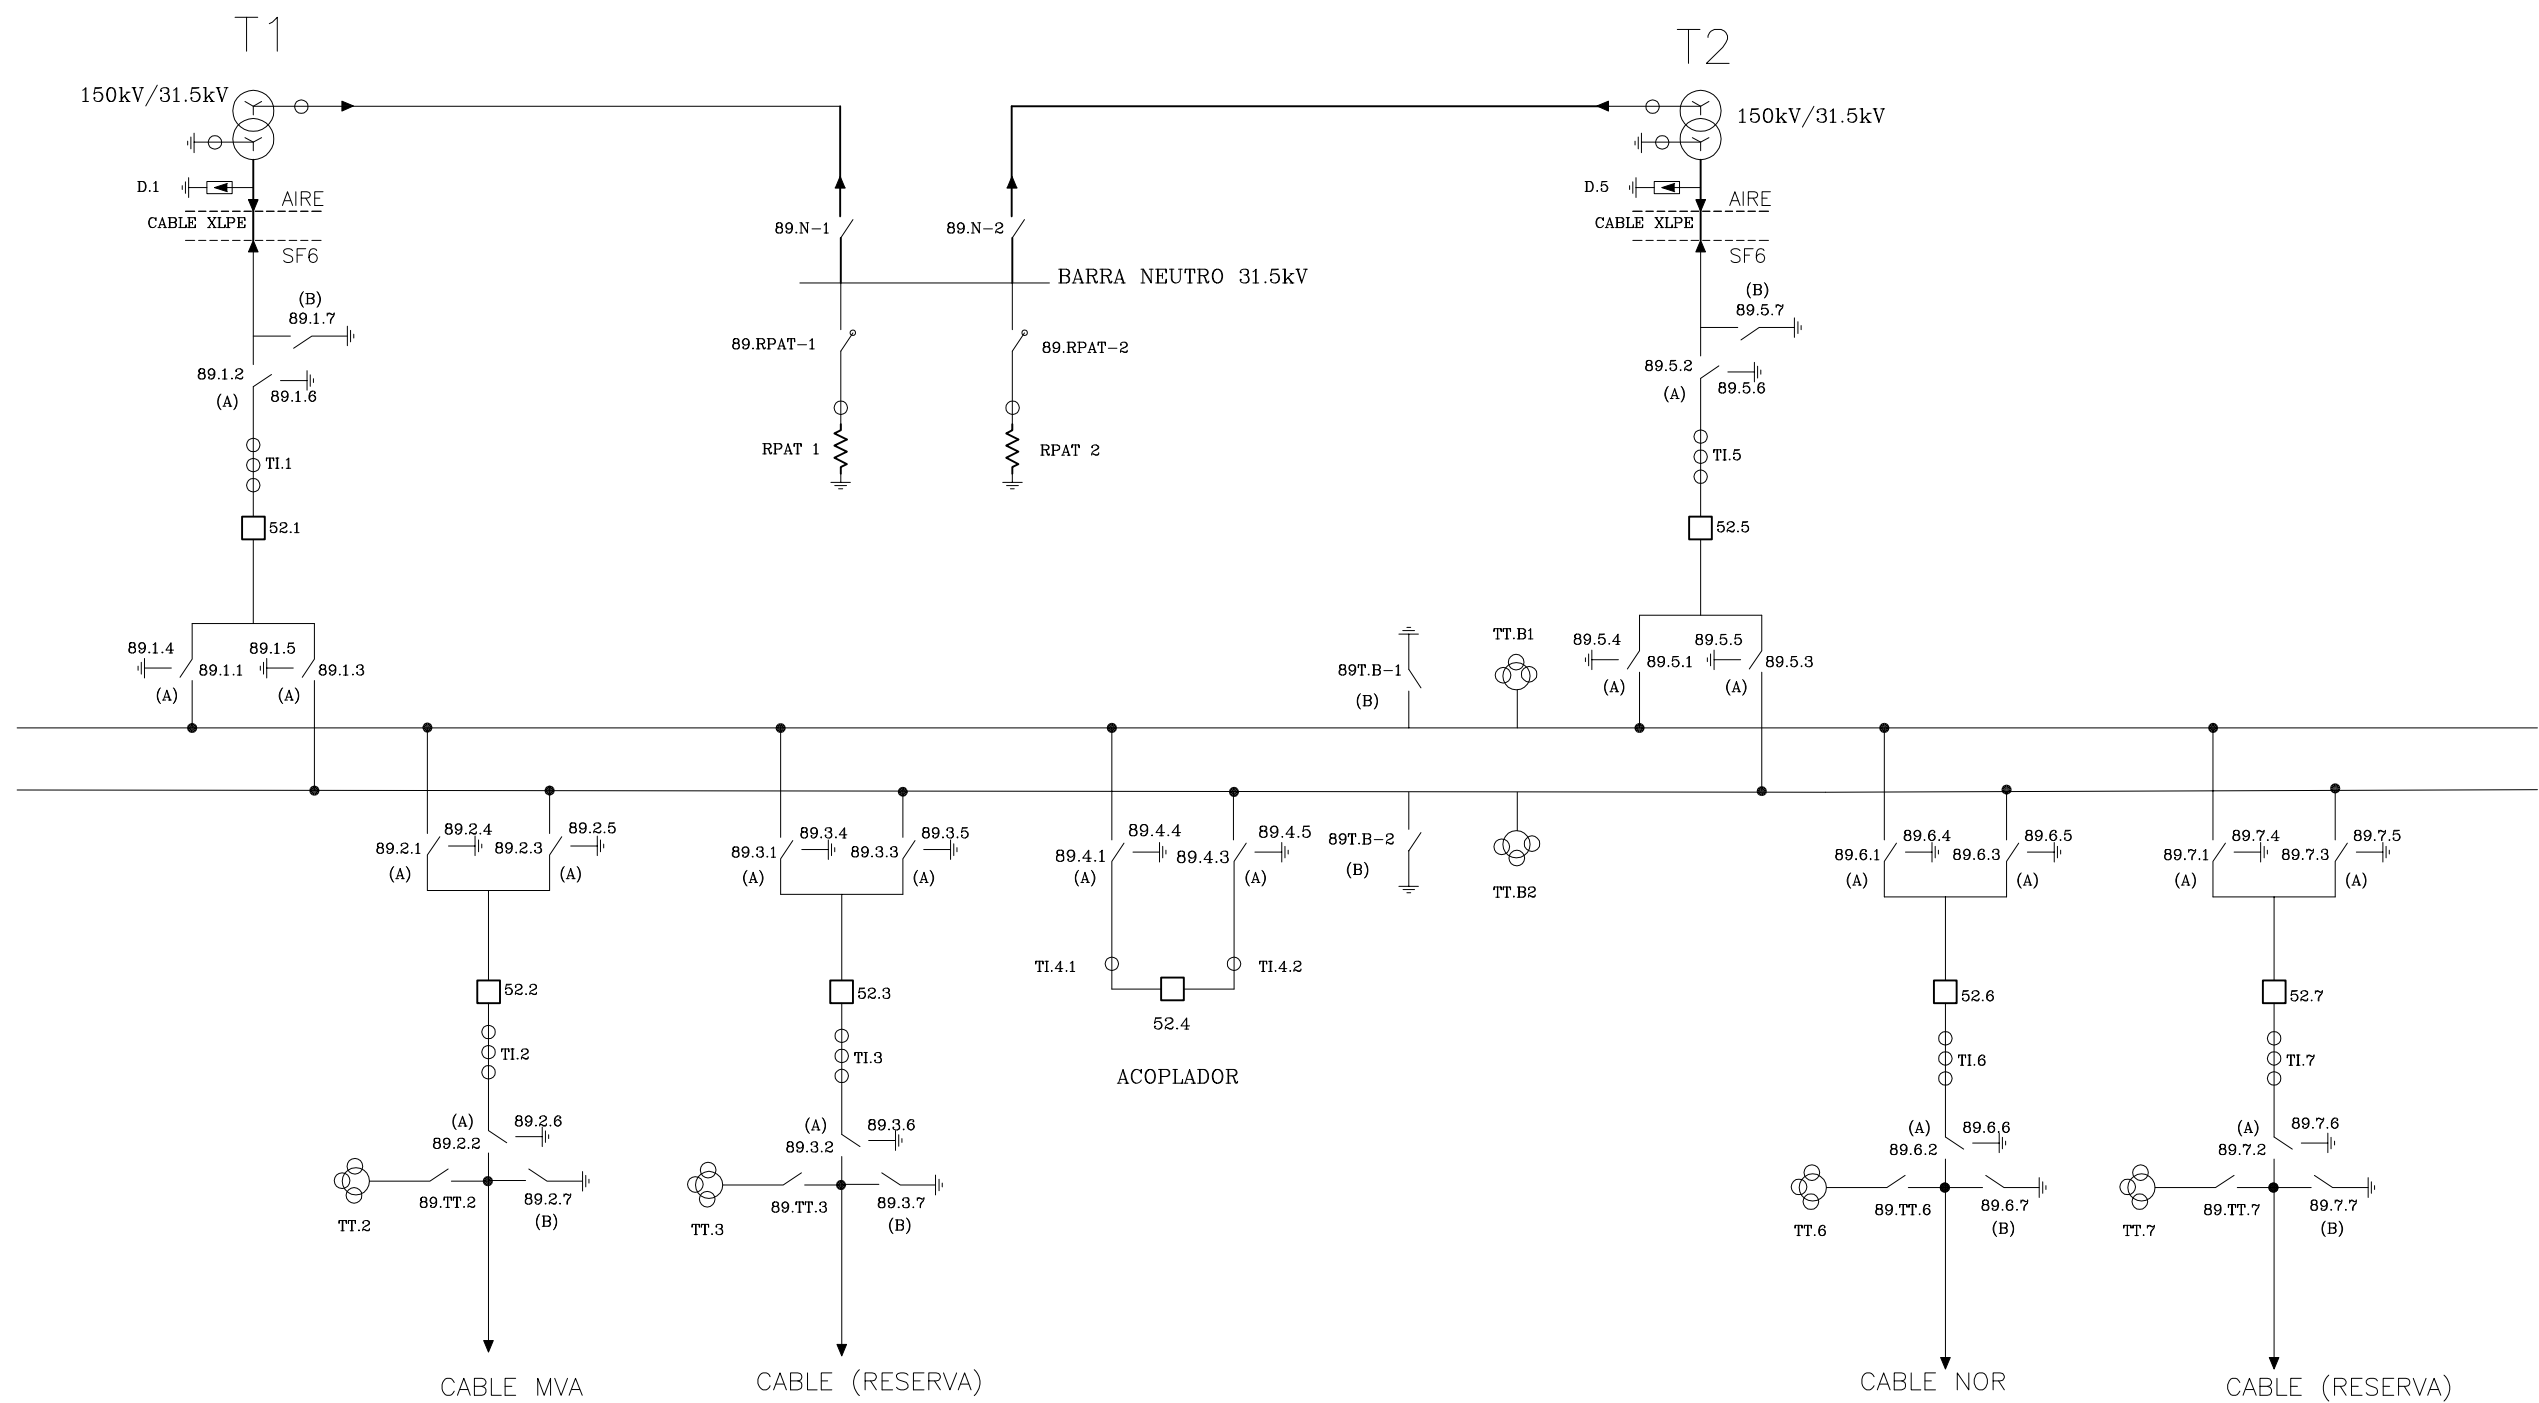 T1
T2
150kV/31.5kV
150kV/31.5kV
D.1
AIRE
CABLE XLPE
SF6
D.5
AIRE
CABLE XLPE
SF6
89.N-1
89.N-2
BARRA NEUTRO 31.5kV
(B)
89.1.7
89.1.2
(A)
89.1.6
89.RPAT-1
89.RPAT-2
(B)
89.5.7
89.5.2
(A)
89.5.6
TI.1
RPAT 1
RPAT 2
TI.5
52.1
52.5
89.1.4
89.1.5
89.1.1
89.1.3
(A)
(A)
89T.B-1
(B)
TT.B1
89.5.4
89.5.5
89.5.1
89.5.3
(A)
(A)
89.2.4
89.2.5
89.2.1
89.2.3
(A)
(A)
89.3.4
89.3.5
89.3.1
89.3.3
(A)
(A)
89.4.4
89.4.5
89.4.1
89.4.3
(A)
(A)
89T.B-2
(B)
TT.B2
89.6.4
89.6.5
89.6.1
89.6.3
(A)
(A)
89.7.4
89.7.5
89.7.1
89.7.3
(A)
(A)
TI.4.1
TI.4.2
52.2
52.3
52.4
52.6
52.7
TI.2
TI.3
ACOPLADOR
TI.6
TI.7
(A)
89.2.6
89.2.2
89.TT.2
89.2.7
(B)
TT.2
(A)
89.3.6
89.3.2
89.TT.3
89.3.7
(B)
TT.3
(A)
89.6.6
89.6.2
89.TT.6
89.6.7
(B)
TT.6
(A)
89.7.6
89.7.2
89.TT.7
89.7.7
(B)
TT.7
CABLE MVA
CABLE (RESERVA)
CABLE NOR
CABLE (RESERVA)